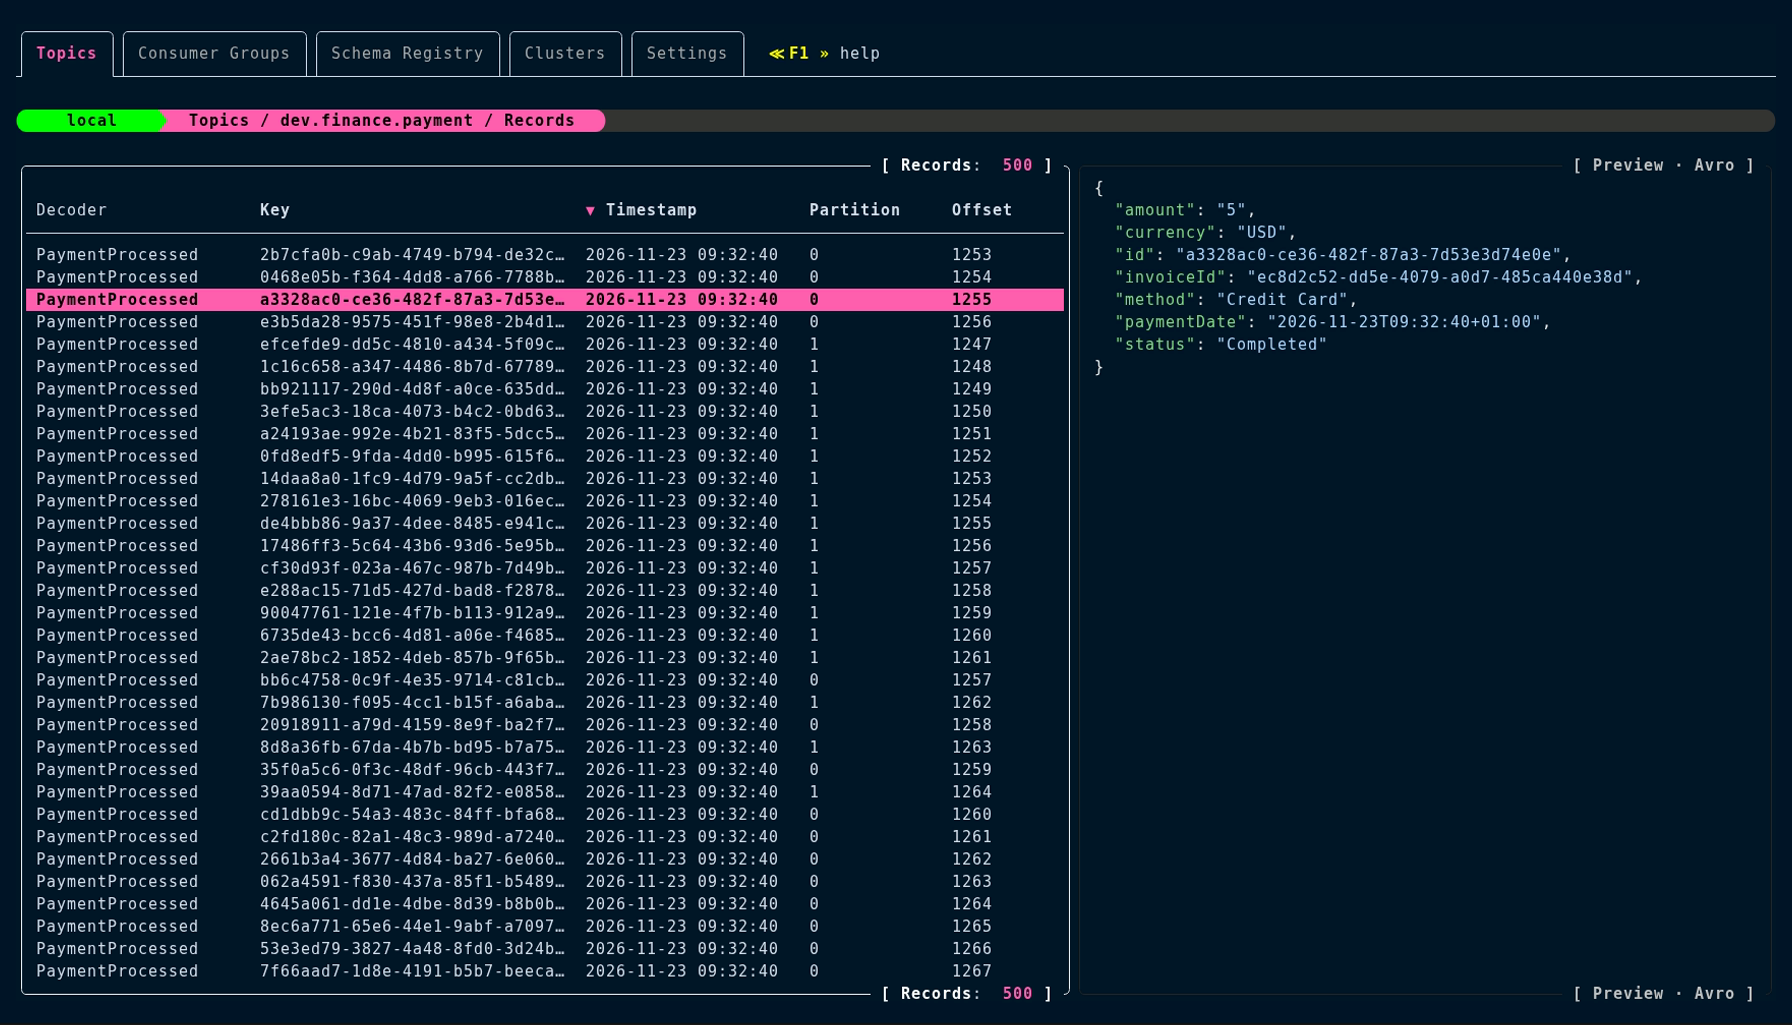 Topics Consumer Groups Schema Registry Clusters Settings ≪F1 » help
local Topics / dev.finance.payment / Records
[ Records: 500 ] [ Preview · Avro ]
Decoder Key ▼ Timestamp Partition Offset
PaymentProcessed 2b7cfa0b-c9ab-4749-b794-de32c… 2026-11-23 09:32:40 0 1253
PaymentProcessed 0468e05b-f364-4dd8-a766-7788b… 2026-11-23 09:32:40 0 1254
PaymentProcessed a3328ac0-ce36-482f-87a3-7d53e… 2026-11-23 09:32:40 0 1255
PaymentProcessed e3b5da28-9575-451f-98e8-2b4d1… 2026-11-23 09:32:40 0 1256
PaymentProcessed efcefde9-dd5c-4810-a434-5f09c… 2026-11-23 09:32:40 1 1247
PaymentProcessed 1c16c658-a347-4486-8b7d-67789… 2026-11-23 09:32:40 1 1248
PaymentProcessed bb921117-290d-4d8f-a0ce-635dd… 2026-11-23 09:32:40 1 1249
PaymentProcessed 3efe5ac3-18ca-4073-b4c2-0bd63… 2026-11-23 09:32:40 1 1250
PaymentProcessed a24193ae-992e-4b21-83f5-5dcc5… 2026-11-23 09:32:40 1 1251
PaymentProcessed 0fd8edf5-9fda-4dd0-b995-615f6… 2026-11-23 09:32:40 1 1252
PaymentProcessed 14daa8a0-1fc9-4d79-9a5f-cc2db… 2026-11-23 09:32:40 1 1253
PaymentProcessed 278161e3-16bc-4069-9eb3-016ec… 2026-11-23 09:32:40 1 1254
PaymentProcessed de4bbb86-9a37-4dee-8485-e941c… 2026-11-23 09:32:40 1 1255
PaymentProcessed 17486ff3-5c64-43b6-93d6-5e95b… 2026-11-23 09:32:40 1 1256
PaymentProcessed cf30d93f-023a-467c-987b-7d49b… 2026-11-23 09:32:40 1 1257
PaymentProcessed e288ac15-71d5-427d-bad8-f2878… 2026-11-23 09:32:40 1 1258
PaymentProcessed 90047761-121e-4f7b-b113-912a9… 2026-11-23 09:32:40 1 1259
PaymentProcessed 6735de43-bcc6-4d81-a06e-f4685… 2026-11-23 09:32:40 1 1260
PaymentProcessed 2ae78bc2-1852-4deb-857b-9f65b… 2026-11-23 09:32:40 1 1261
PaymentProcessed bb6c4758-0c9f-4e35-9714-c81cb… 2026-11-23 09:32:40 0 1257
PaymentProcessed 7b986130-f095-4cc1-b15f-a6aba… 2026-11-23 09:32:40 1 1262
PaymentProcessed 20918911-a79d-4159-8e9f-ba2f7… 2026-11-23 09:32:40 0 1258
PaymentProcessed 8d8a36fb-67da-4b7b-bd95-b7a75… 2026-11-23 09:32:40 1 1263
PaymentProcessed 35f0a5c6-0f3c-48df-96cb-443f7… 2026-11-23 09:32:40 0 1259
PaymentProcessed 39aa0594-8d71-47ad-82f2-e0858… 2026-11-23 09:32:40 1 1264
PaymentProcessed cd1dbb9c-54a3-483c-84ff-bfa68… 2026-11-23 09:32:40 0 1260
PaymentProcessed c2fd180c-82a1-48c3-989d-a7240… 2026-11-23 09:32:40 0 1261
PaymentProcessed 2661b3a4-3677-4d84-ba27-6e060… 2026-11-23 09:32:40 0 1262
PaymentProcessed 062a4591-f830-437a-85f1-b5489… 2026-11-23 09:32:40 0 1263
PaymentProcessed 4645a061-dd1e-4dbe-8d39-b8b0b… 2026-11-23 09:32:40 0 1264
PaymentProcessed 8ec6a771-65e6-44e1-9abf-a7097… 2026-11-23 09:32:40 0 1265
PaymentProcessed 53e3ed79-3827-4a48-8fd0-3d24b… 2026-11-23 09:32:40 0 1266
PaymentProcessed 7f66aad7-1d8e-4191-b5b7-beeca… 2026-11-23 09:32:40 0 1267
{
"amount": "5",
"currency": "USD",
"id": "a3328ac0-ce36-482f-87a3-7d53e3d74e0e",
"invoiceId": "ec8d2c52-dd5e-4079-a0d7-485ca440e38d",
"method": "Credit Card",
"paymentDate": "2026-11-23T09:32:40+01:00",
"status": "Completed"
}
[ Records: 500 ] [ Preview · Avro ]